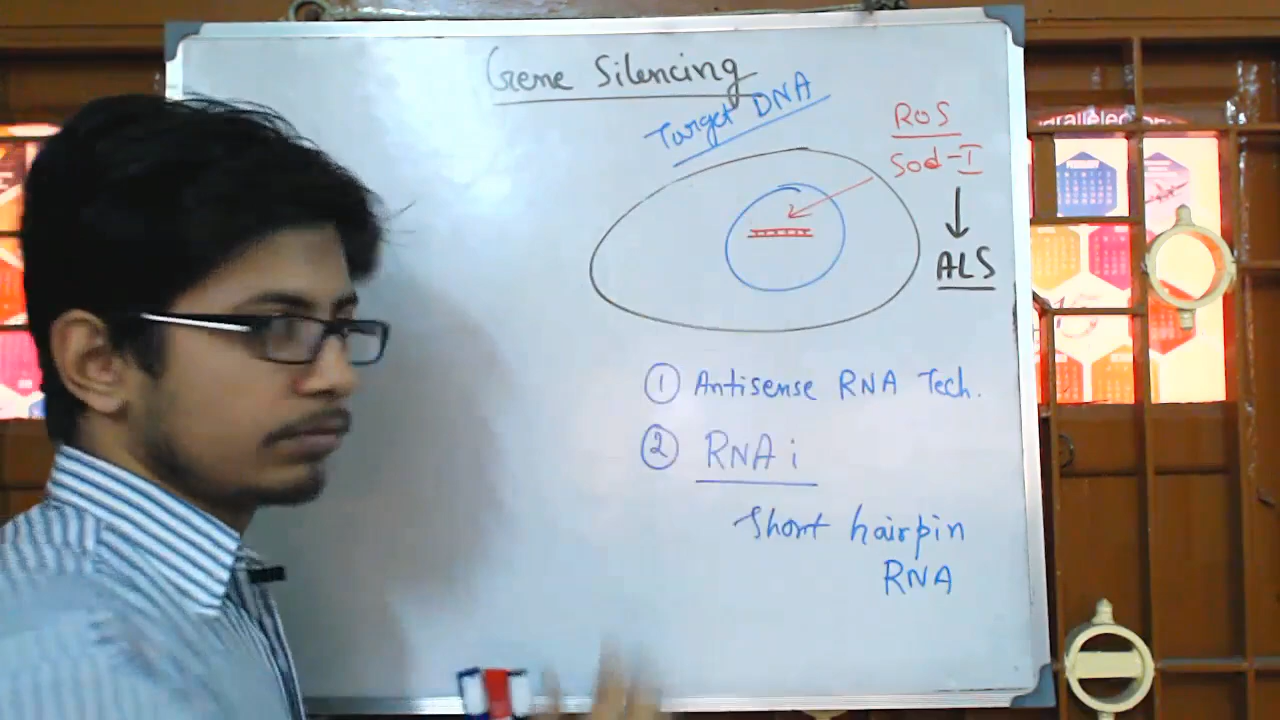 Gene Silencing
Target DNA
ROS
Sod-I
ALS
① Antisense RNA Tech.
② RNAi
Short hairpin
RNA